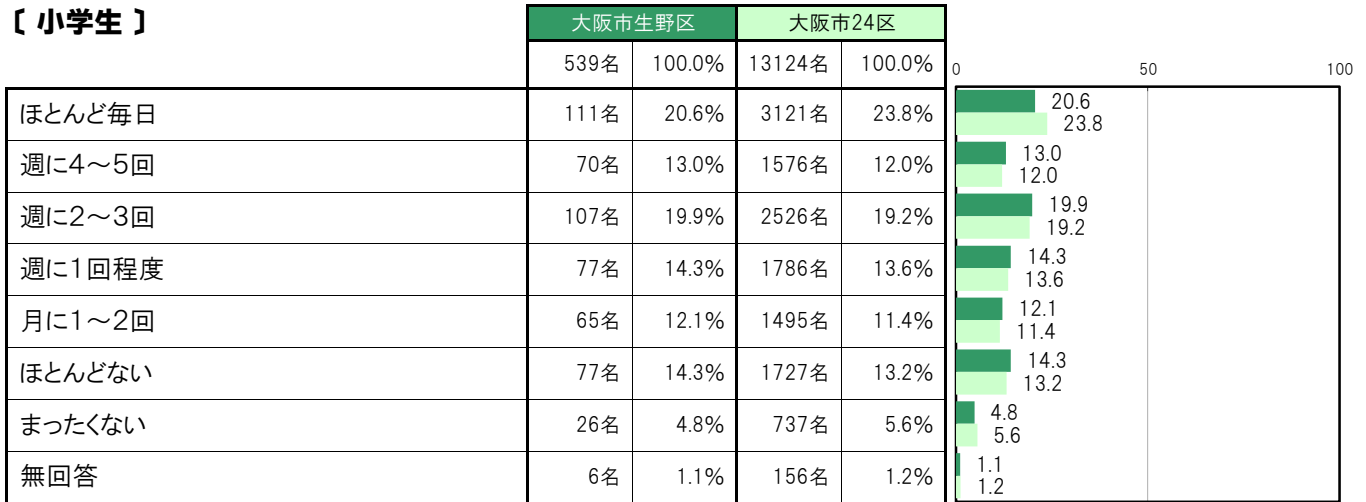 〔 小学生 〕
大阪市生野区 大阪市24区
539名 100.0% 13124名 100.0% 0 50 100
ほとんど毎日 111名 20.6% 3121名 23.8% 20.6
23.8
週に4～5回 70名 13.0% 1576名 12.0% 13.0
12.0
週に2～3回 107名 19.9% 2526名 19.2% 19.9
19.2
週に1回程度 77名 14.3% 1786名 13.6% 14.3
13.6
月に1～2回 65名 12.1% 1495名 11.4% 12.1
11.4
ほとんどない 77名 14.3% 1727名 13.2% 14.3
13.2
まったくない 26名 4.8% 737名 5.6% 4.8
5.6
無回答 6名 1.1% 156名 1.2% 1.1
1.2